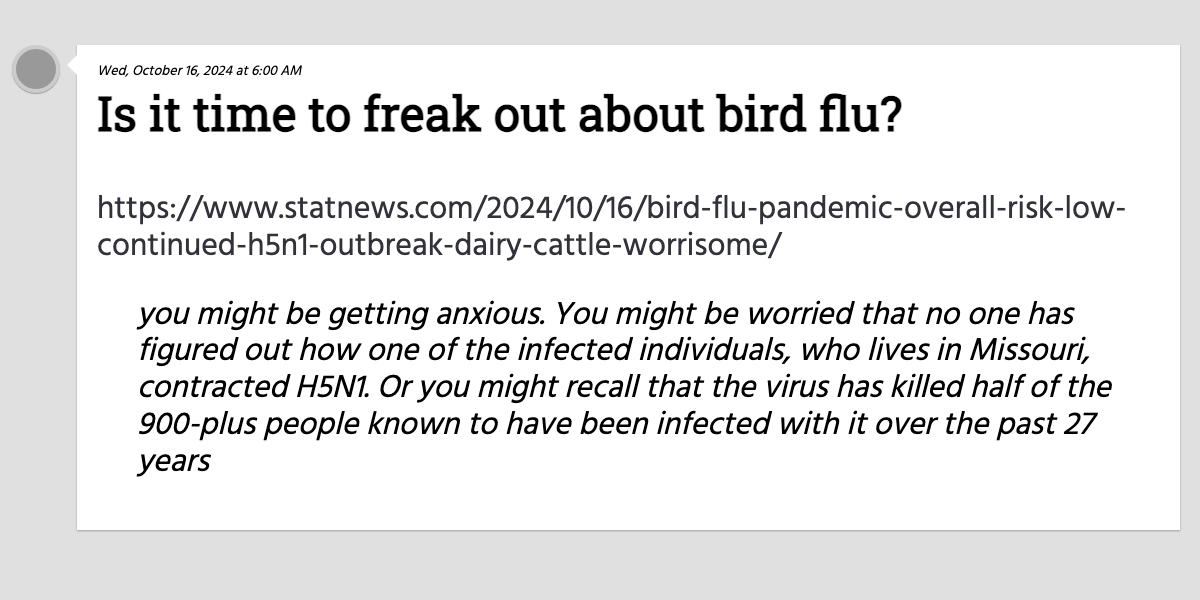 Wed, October 16, 2024 at 6:00 AM
Is it time to freak out about bird flu?
https://www.statnews.com/2024/10/16/bird-flu-pandemic-overall-risk-low-
continued-h5n1-outbreak-dairy-cattle-worrisome/
you might be getting anxious. You might be worried that no one has
figured out how one of the infected individuals, who lives in Missouri,
contracted H5N1. Or you might recall that the virus has killed half of the
900-plus people known to have been infected with it over the past 27
years